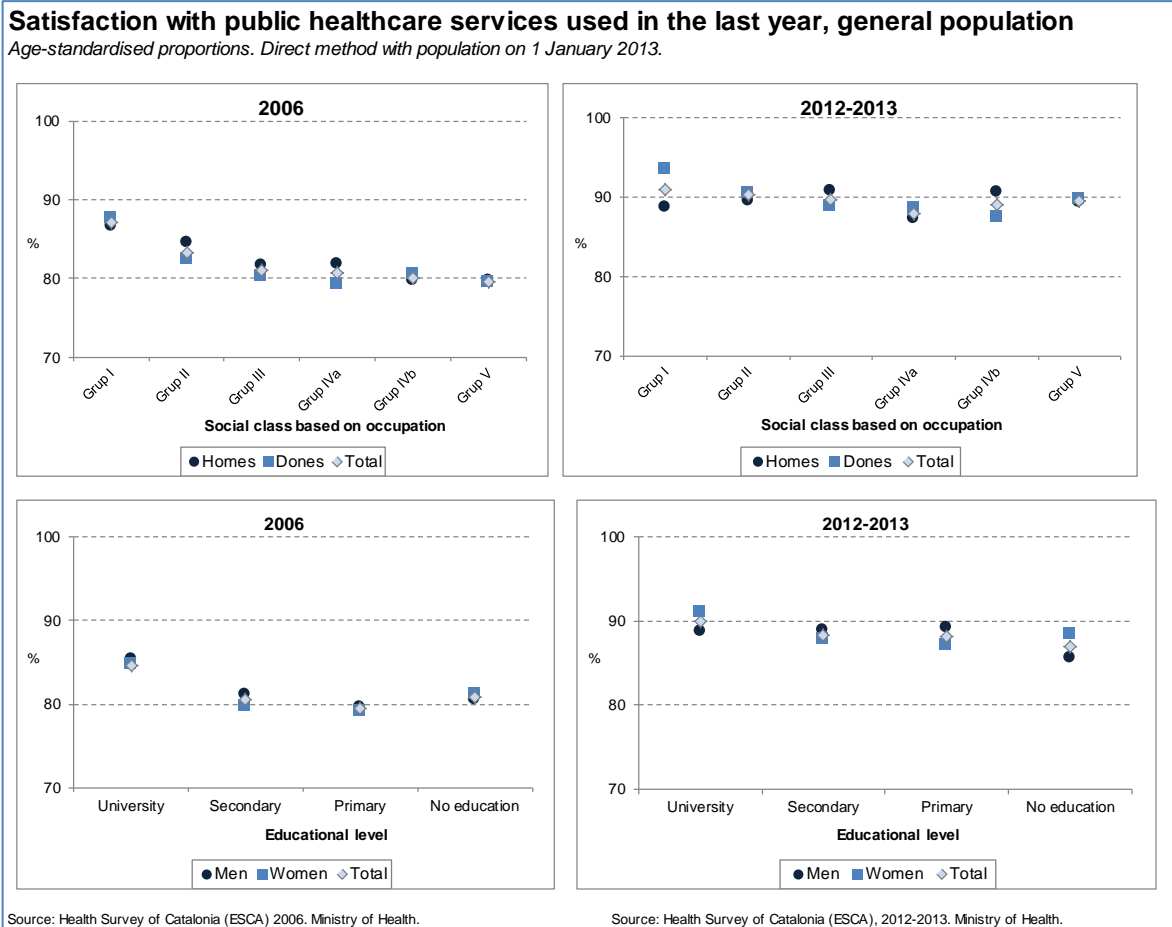 Satisfaction with public healthcare services used in the last year, general population
Age-standardised proportions. Direct method with population on 1 January 2013.
2006
100
90
%
80
70
Grup I
Grup II
Grup III
Grup IVa
Grup IVb
Grup V
Social class based on occupation
Homes Dones Total
2012-2013
100
90
%
80
70
Grup I
Grup II
Grup III
Grup IVa
Grup IVb
Grup V
Social class based on occupation
Homes Dones Total
2006
100
90
%
80
70
University Secondary Primary No education
Educational level
Men Women Total
2012-2013
100
90
%
80
70
University Secondary Primary No education
Educational level
Men Women Total
Source: Health Survey of Catalonia (ESCA) 2006. Ministry of Health.
Source: Health Survey of Catalonia (ESCA), 2012-2013. Ministry of Health.